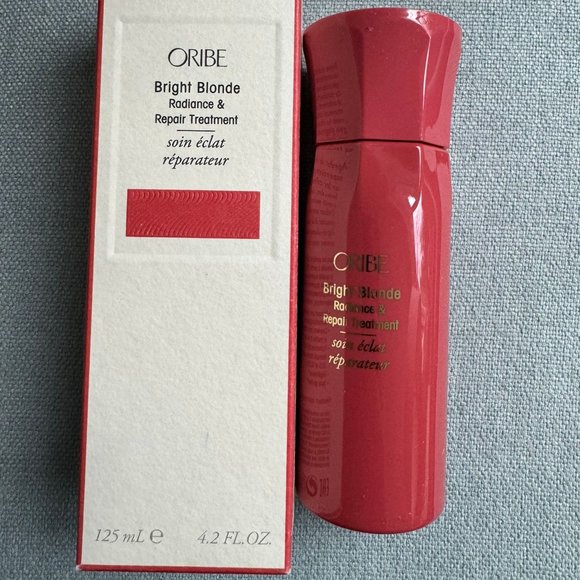 ORIBE
Bright Blonde
Radiance &
Repair Treatment
soin éclat
réparateur
125 mL ℮ 4.2 FL.OZ.
ORIBE
Bright Blonde
Radiance &
Repair Treatment
soin éclat
réparateur